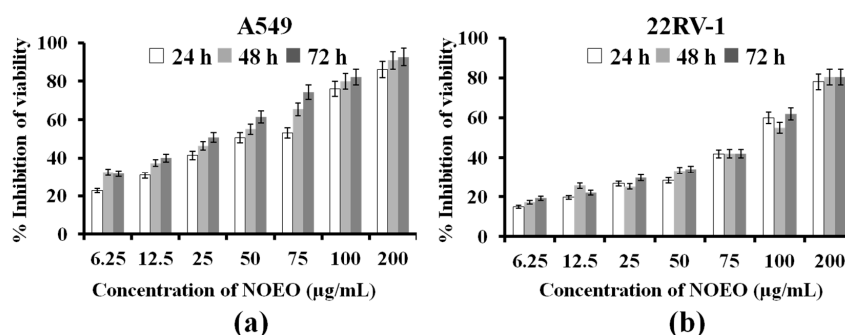 A549
24 h 48 h 72 h
% Inhibition of viability
100
80
60
40
20
0
6.25 12.5 25 50 75 100 200
Concentration of NOEO (µg/mL)
(a)
22RV-1
24 h 48 h 72 h
% Inhibition of viability
100
80
60
40
20
0
6.25 12.5 25 50 75 100 200
Concentration of NOEO (µg/mL)
(b)